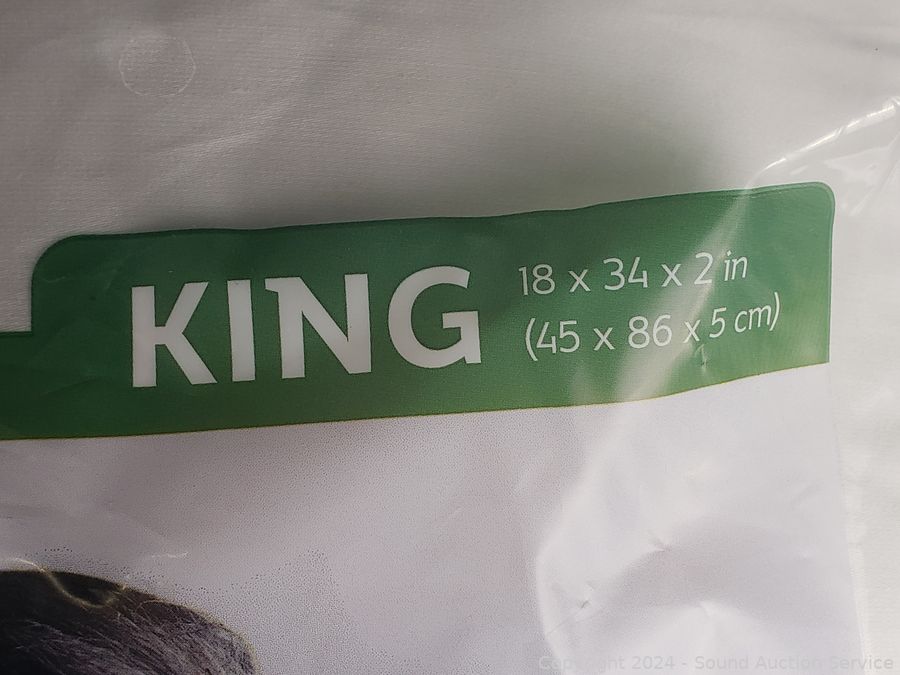 KING
18 x 34 x 2 in
(45 x 86 x 5 cm)
Copyright 2024 - Sound Auction Service